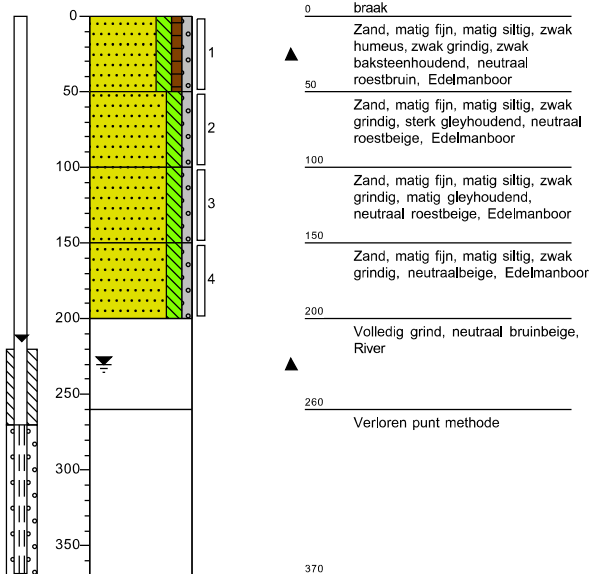 0
50
100
150
200
250
300
350
1
2
3
4
0 braak
Zand, matig fijn, matig siltig, zwak
humeus, zwak grindig, zwak
baksteenhoudend, neutraal
roestbruin, Edelmanboor
50
Zand, matig fijn, matig siltig, zwak
grindig, sterk gleyhoudend, neutraal
roestbeige, Edelmanboor
100
Zand, matig fijn, matig siltig, zwak
grindig, matig gleyhoudend,
neutraal roestbeige, Edelmanboor
150
Zand, matig fijn, matig siltig, zwak
grindig, neutraalbeige, Edelmanboor
200
Volledig grind, neutraal bruinbeige,
River
260
Verloren punt methode
370